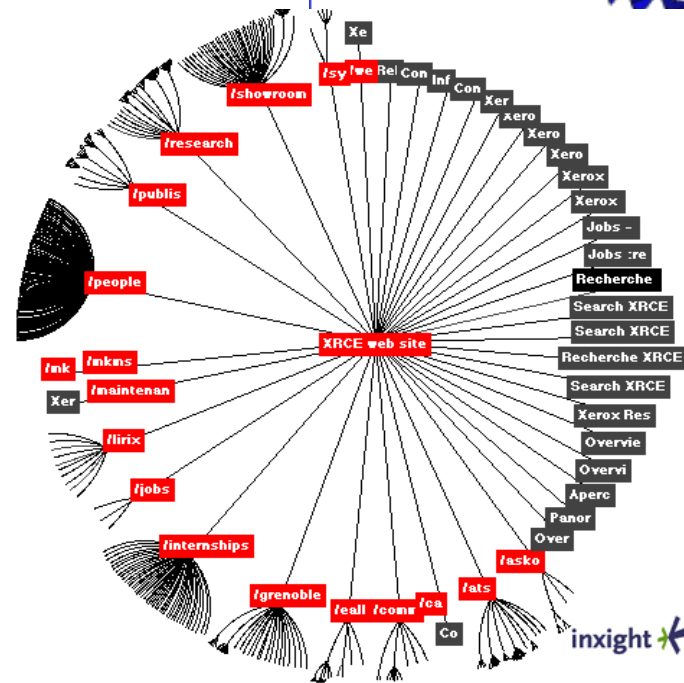 Xe
/sy
/we
Rel
Con
Inf
Con
Xer
Xero
Xero
Xero
Xerox
Xerox
Jobs -
Jobs :re
Recherche
Search XRCE
Search XRCE
Recherche XRCE
Search XRCE
Xerox Res
Overvie
Overvi
Aperc
Panor
Over
/showroom
/research
/publis
/people
XRCE web site
/mk
/mkms
/maintenan
Xer
/lirix
/jobs
/internships
/grenoble
/eall
/comm
/ca
Co
/ats
/asko
inxight